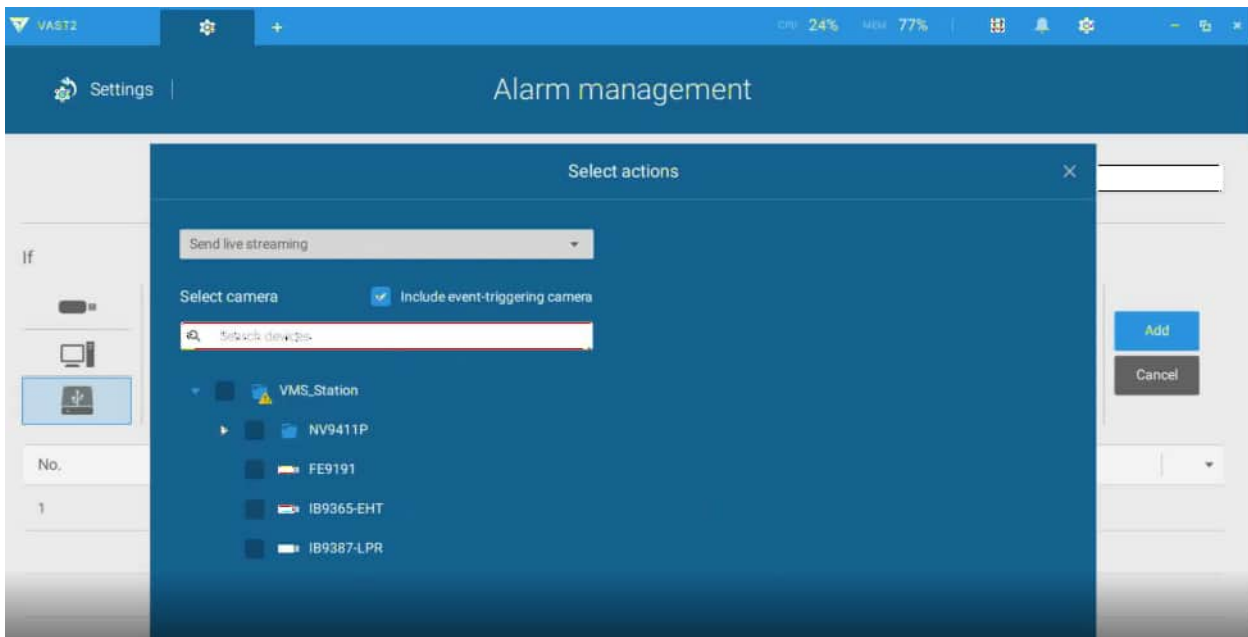 VAST2
+
CPU 24% MEM 77%
Settings
Alarm management
Select actions
Send live streaming
If
Select camera
Include event-triggering camera
Search devices
Add
VMS_Station
Cancel
NV9411P
No.
FE9191
1
IB9365-EHT
IB9387-LPR